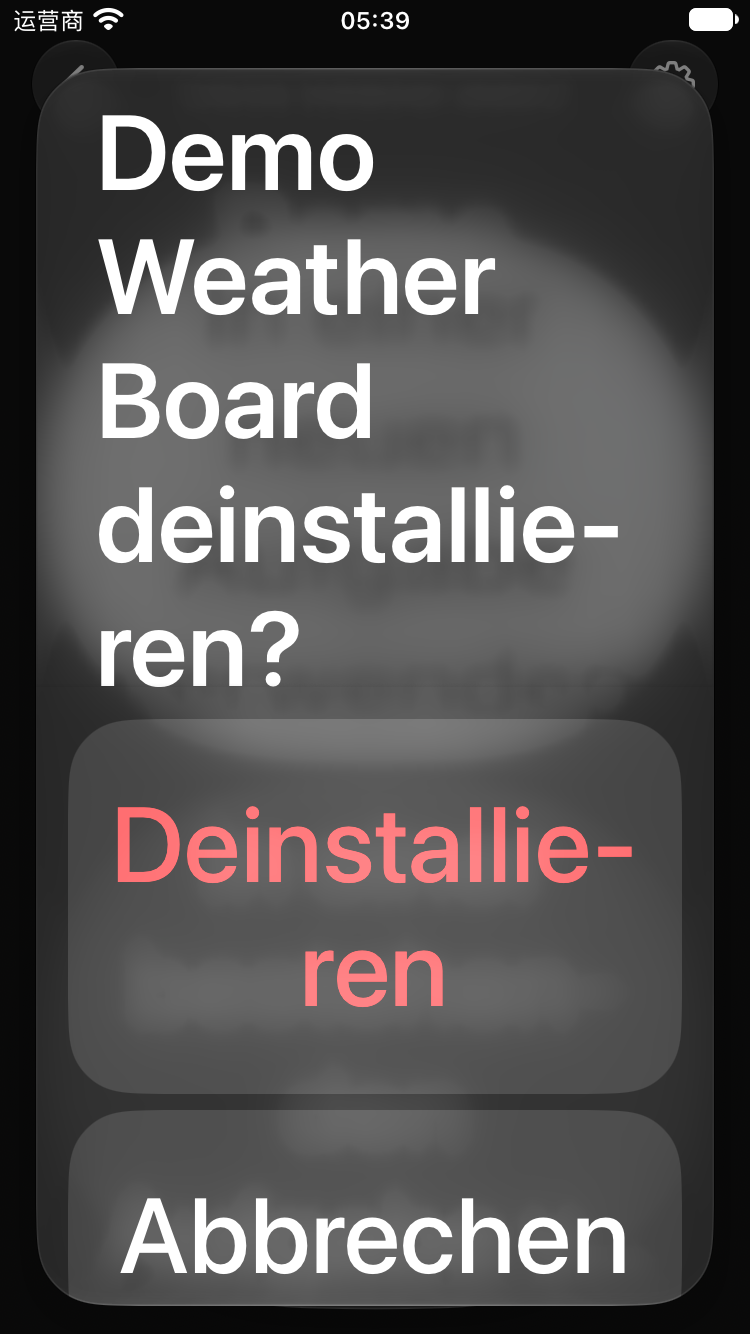 运营商
05:39
Demo
Weather
Board
deinstallie-
ren?
Deinstallie-
ren
Abbrechen